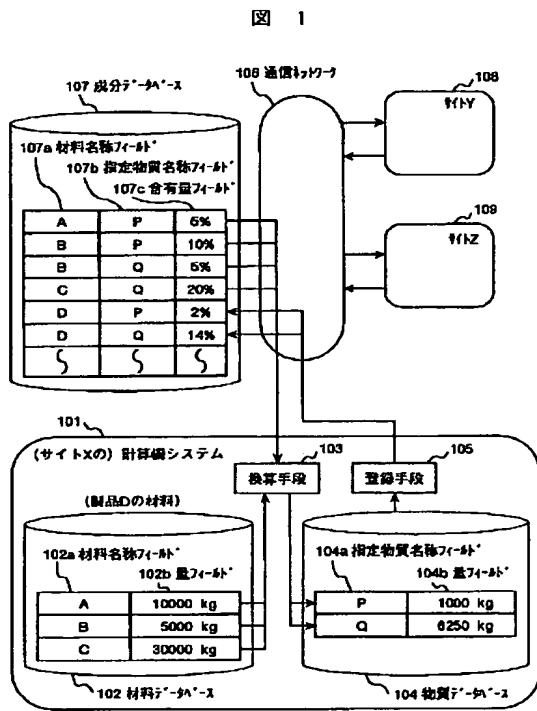 図 1
106 通信ネットワーク
107 成分データベース
108
サイトY
107a 材料名称フィールド
107b 指定物質名称フィールド
107c 含有量フィールド
109
サイトZ
A P 5%
B P 10%
B Q 5%
C Q 20%
D P 2%
D Q 14%
101
(サイトXの) 計算機システム
103
換算手段
105
登録手段
(製品Dの材料)
102a 材料名称フィールド
102b 量フィールド
104a 指定物質名称フィールド
104b 量フィールド
A 10000 kg
B 5000 kg
C 30000 kg
P 1000 kg
Q 6250 kg
102 材料データベース
104 物質データベース